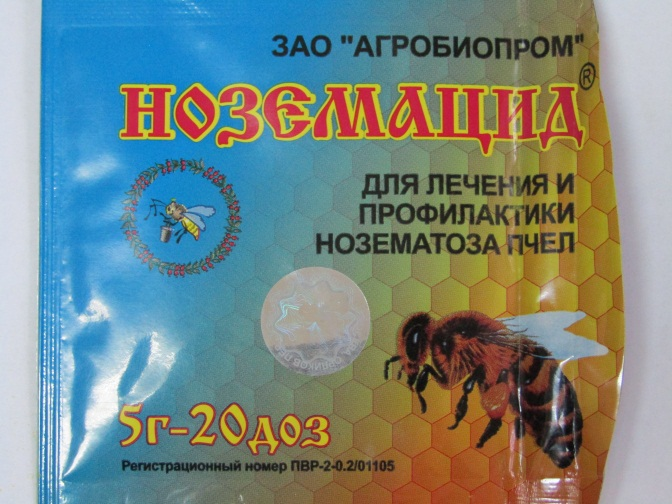 ЗАО "АГРОБИОПРОМ"
НОЗЕМАЦИД®
ДЛЯ ЛЕЧЕНИЯ И
ПРОФИЛАКТИКИ
НОЗЕМАТОЗА ПЧЕЛ
5г-20доз
Регистрационный номер ПВР-2-0.2/01105